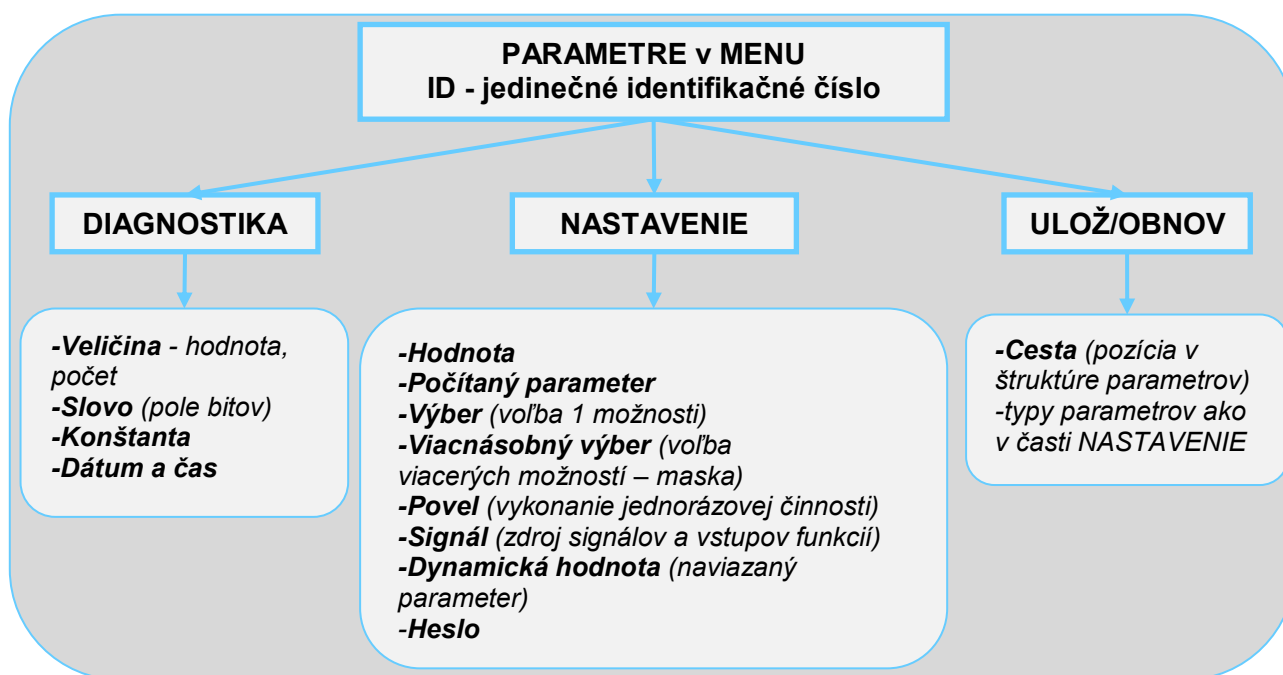 PARAMETRE v MENU
ID - jedinečné identifikačné číslo
DIAGNOSTIKA
NASTAVENIE
ULOŽ/OBNOV
-Veličina - hodnota,
počet
-Slovo (pole bitov)
-Konštanta
-Dátum a čas
-Hodnota
-Počítaný parameter
-Výber (voľba 1 možnosti)
-Viacnásobný výber (voľba
viacerých možností – maska)
-Povel (vykonanie jednorázovej činnosti)
-Signál (zdroj signálov a vstupov funkcií)
-Dynamická hodnota (naviazaný
parameter)
-Heslo
-Cesta (pozícia v
štruktúre parametrov)
-typy parametrov ako
v časti NASTAVENIE